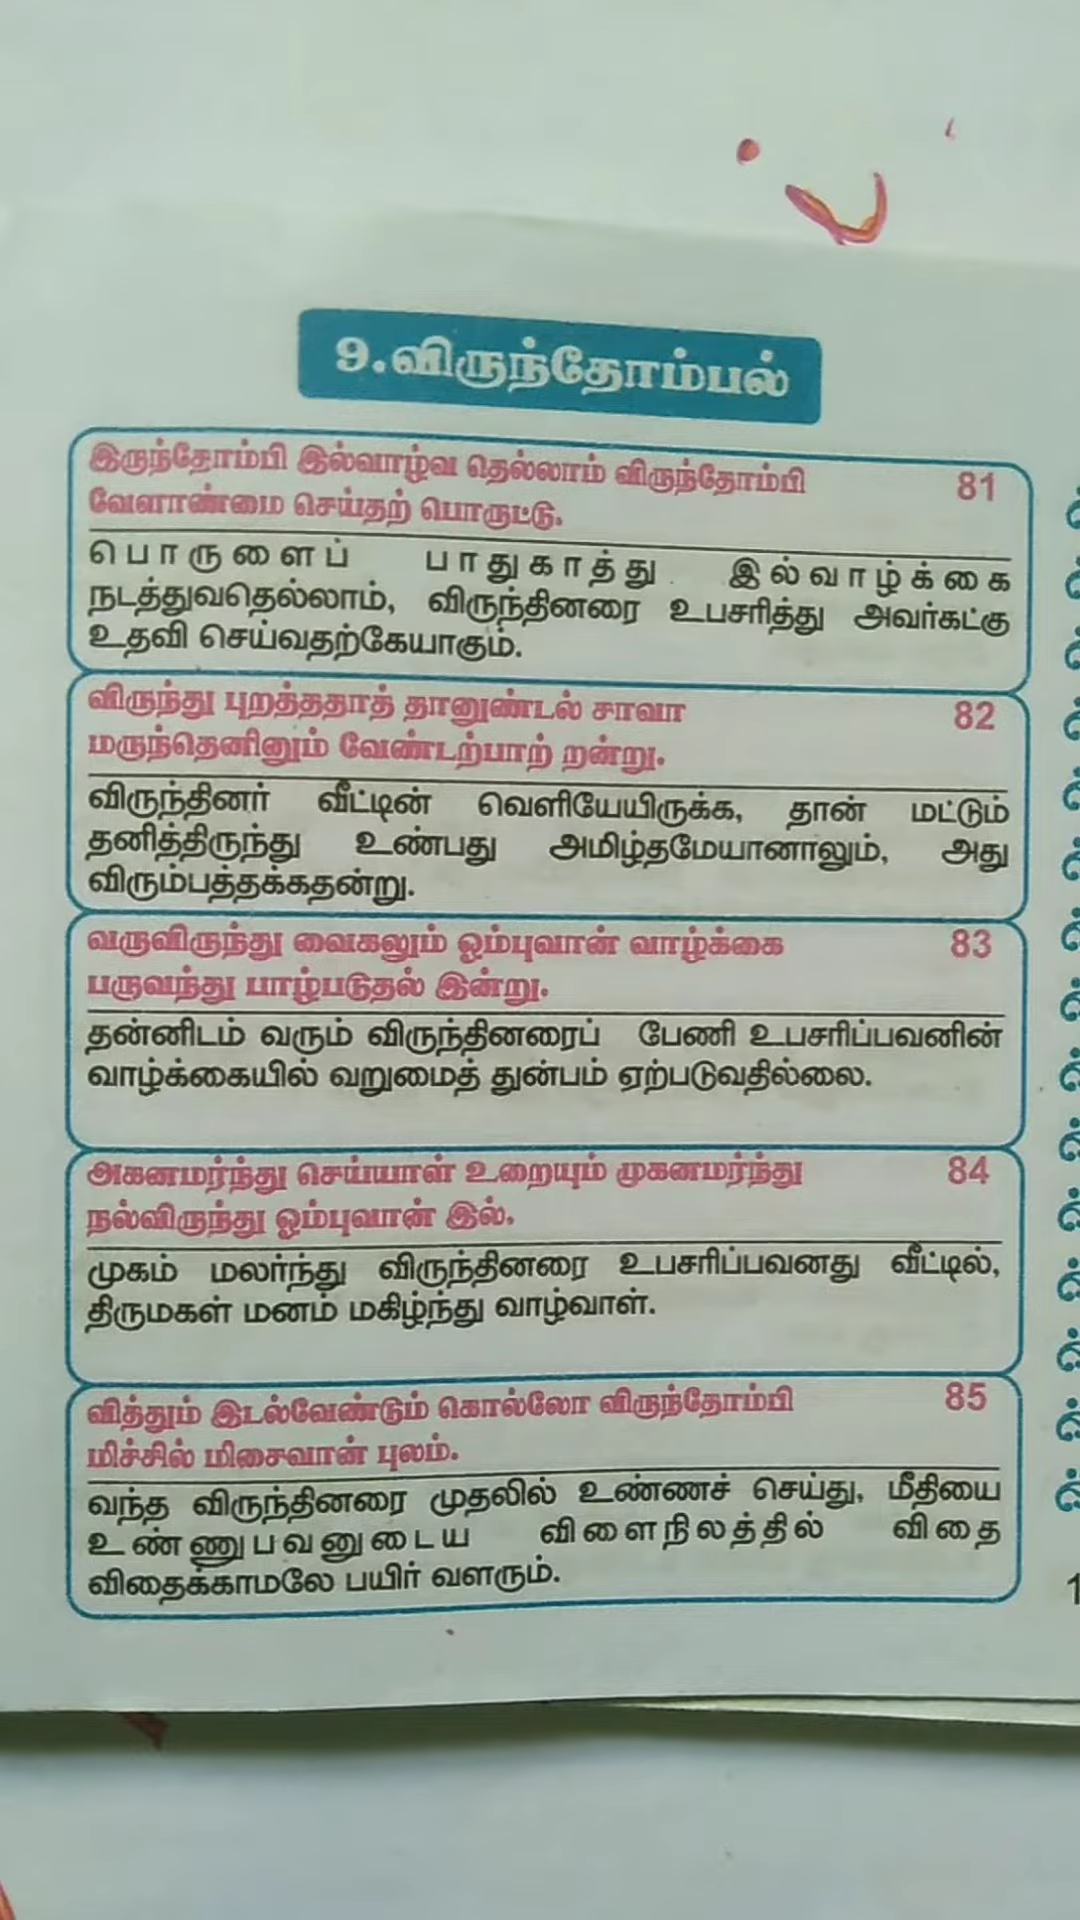 9.விருந்தோம்பல்
இருந்தோம்பி இல்வாழ்வ தெல்லாம் விருந்தோம்பி 81
வேளாண்மை செய்தற் பொருட்டு.
பொருளைப் பாதுகாத்து இல்வாழ்க்கை
நடத்துவதெல்லாம், விருந்தினரை உபசரித்து அவர்கட்கு
உதவி செய்வதற்கேயாகும்.
விருந்து புறத்ததாத் தானுண்டல் சாவா 82
மருந்தெனினும் வேண்டற்பாற் றன்று.
விருந்தினர் வீட்டின் வெளியேயிருக்க, தான் மட்டும்
தனித்திருந்து உண்பது அமிழ்தமேயானாலும், அது
விரும்பத்தக்கதன்று.
வருவிருந்து வைகலும் ஓம்புவான் வாழ்க்கை 83
பருவந்து பாழ்படுதல் இன்று.
தன்னிடம் வரும் விருந்தினரைப் பேணி உபசரிப்பவனின்
வாழ்க்கையில் வறுமைத் துன்பம் ஏற்படுவதில்லை.
அகனமர்ந்து செய்யாள் உறையும் முகனமர்ந்து 84
நல்விருந்து ஓம்புவான் இல்.
முகம் மலர்ந்து விருந்தினரை உபசரிப்பவனது வீட்டில்,
திருமகள் மனம் மகிழ்ந்து வாழ்வாள்.
வித்தும் இடல்வேண்டும் கொல்லோ விருந்தோம்பி 85
மிச்சில் மிசைவான் புலம்.
வந்த விருந்தினரை முதலில் உண்ணச் செய்து, மீதியை
உண்ணுபவனுடைய விளைநிலத்தில் விதை
விதைக்காமலே பயிர் வளரும்.